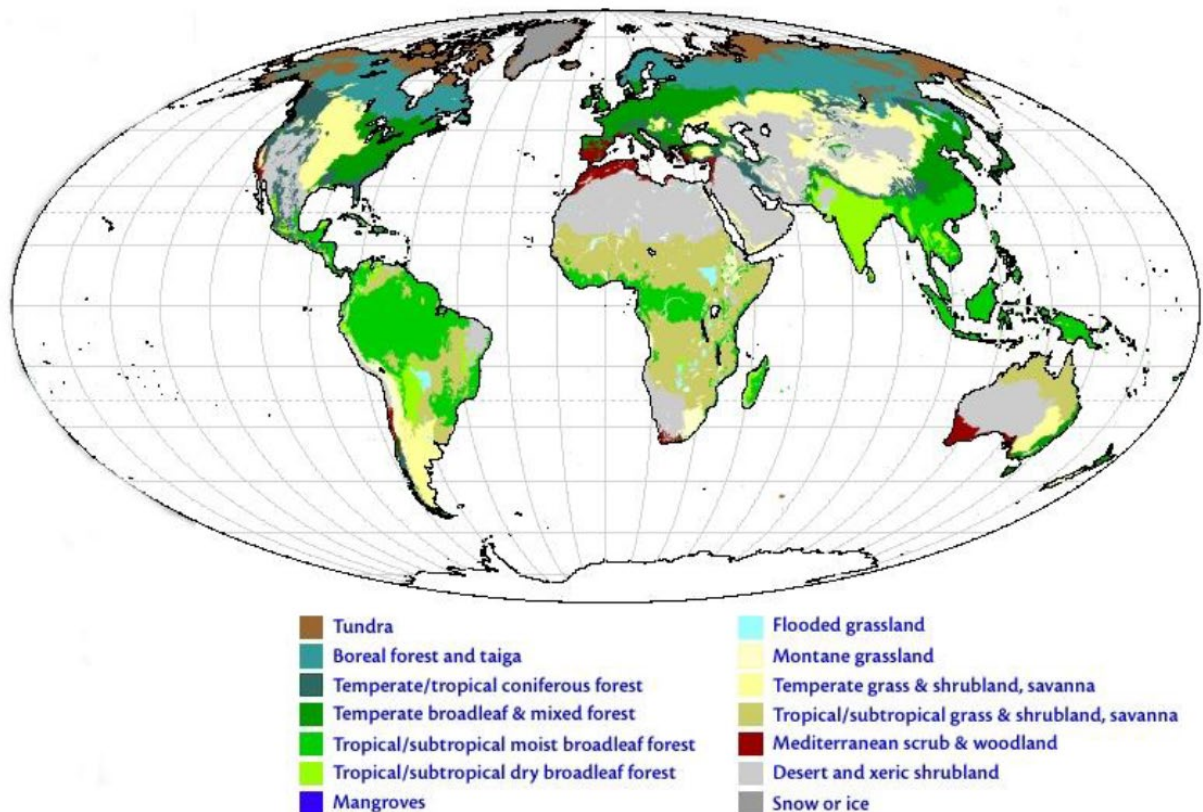 Tundra
Boreal forest and taiga
Temperate/tropical coniferous forest
Temperate broadleaf & mixed forest
Tropical/subtropical moist broadleaf forest
Tropical/subtropical dry broadleaf forest
Mangroves
Flooded grassland
Montane grassland
Temperate grass & shrubland, savanna
Tropical/subtropical grass & shrubland, savanna
Mediterranean scrub & woodland
Desert and xeric shrubland
Snow or ice